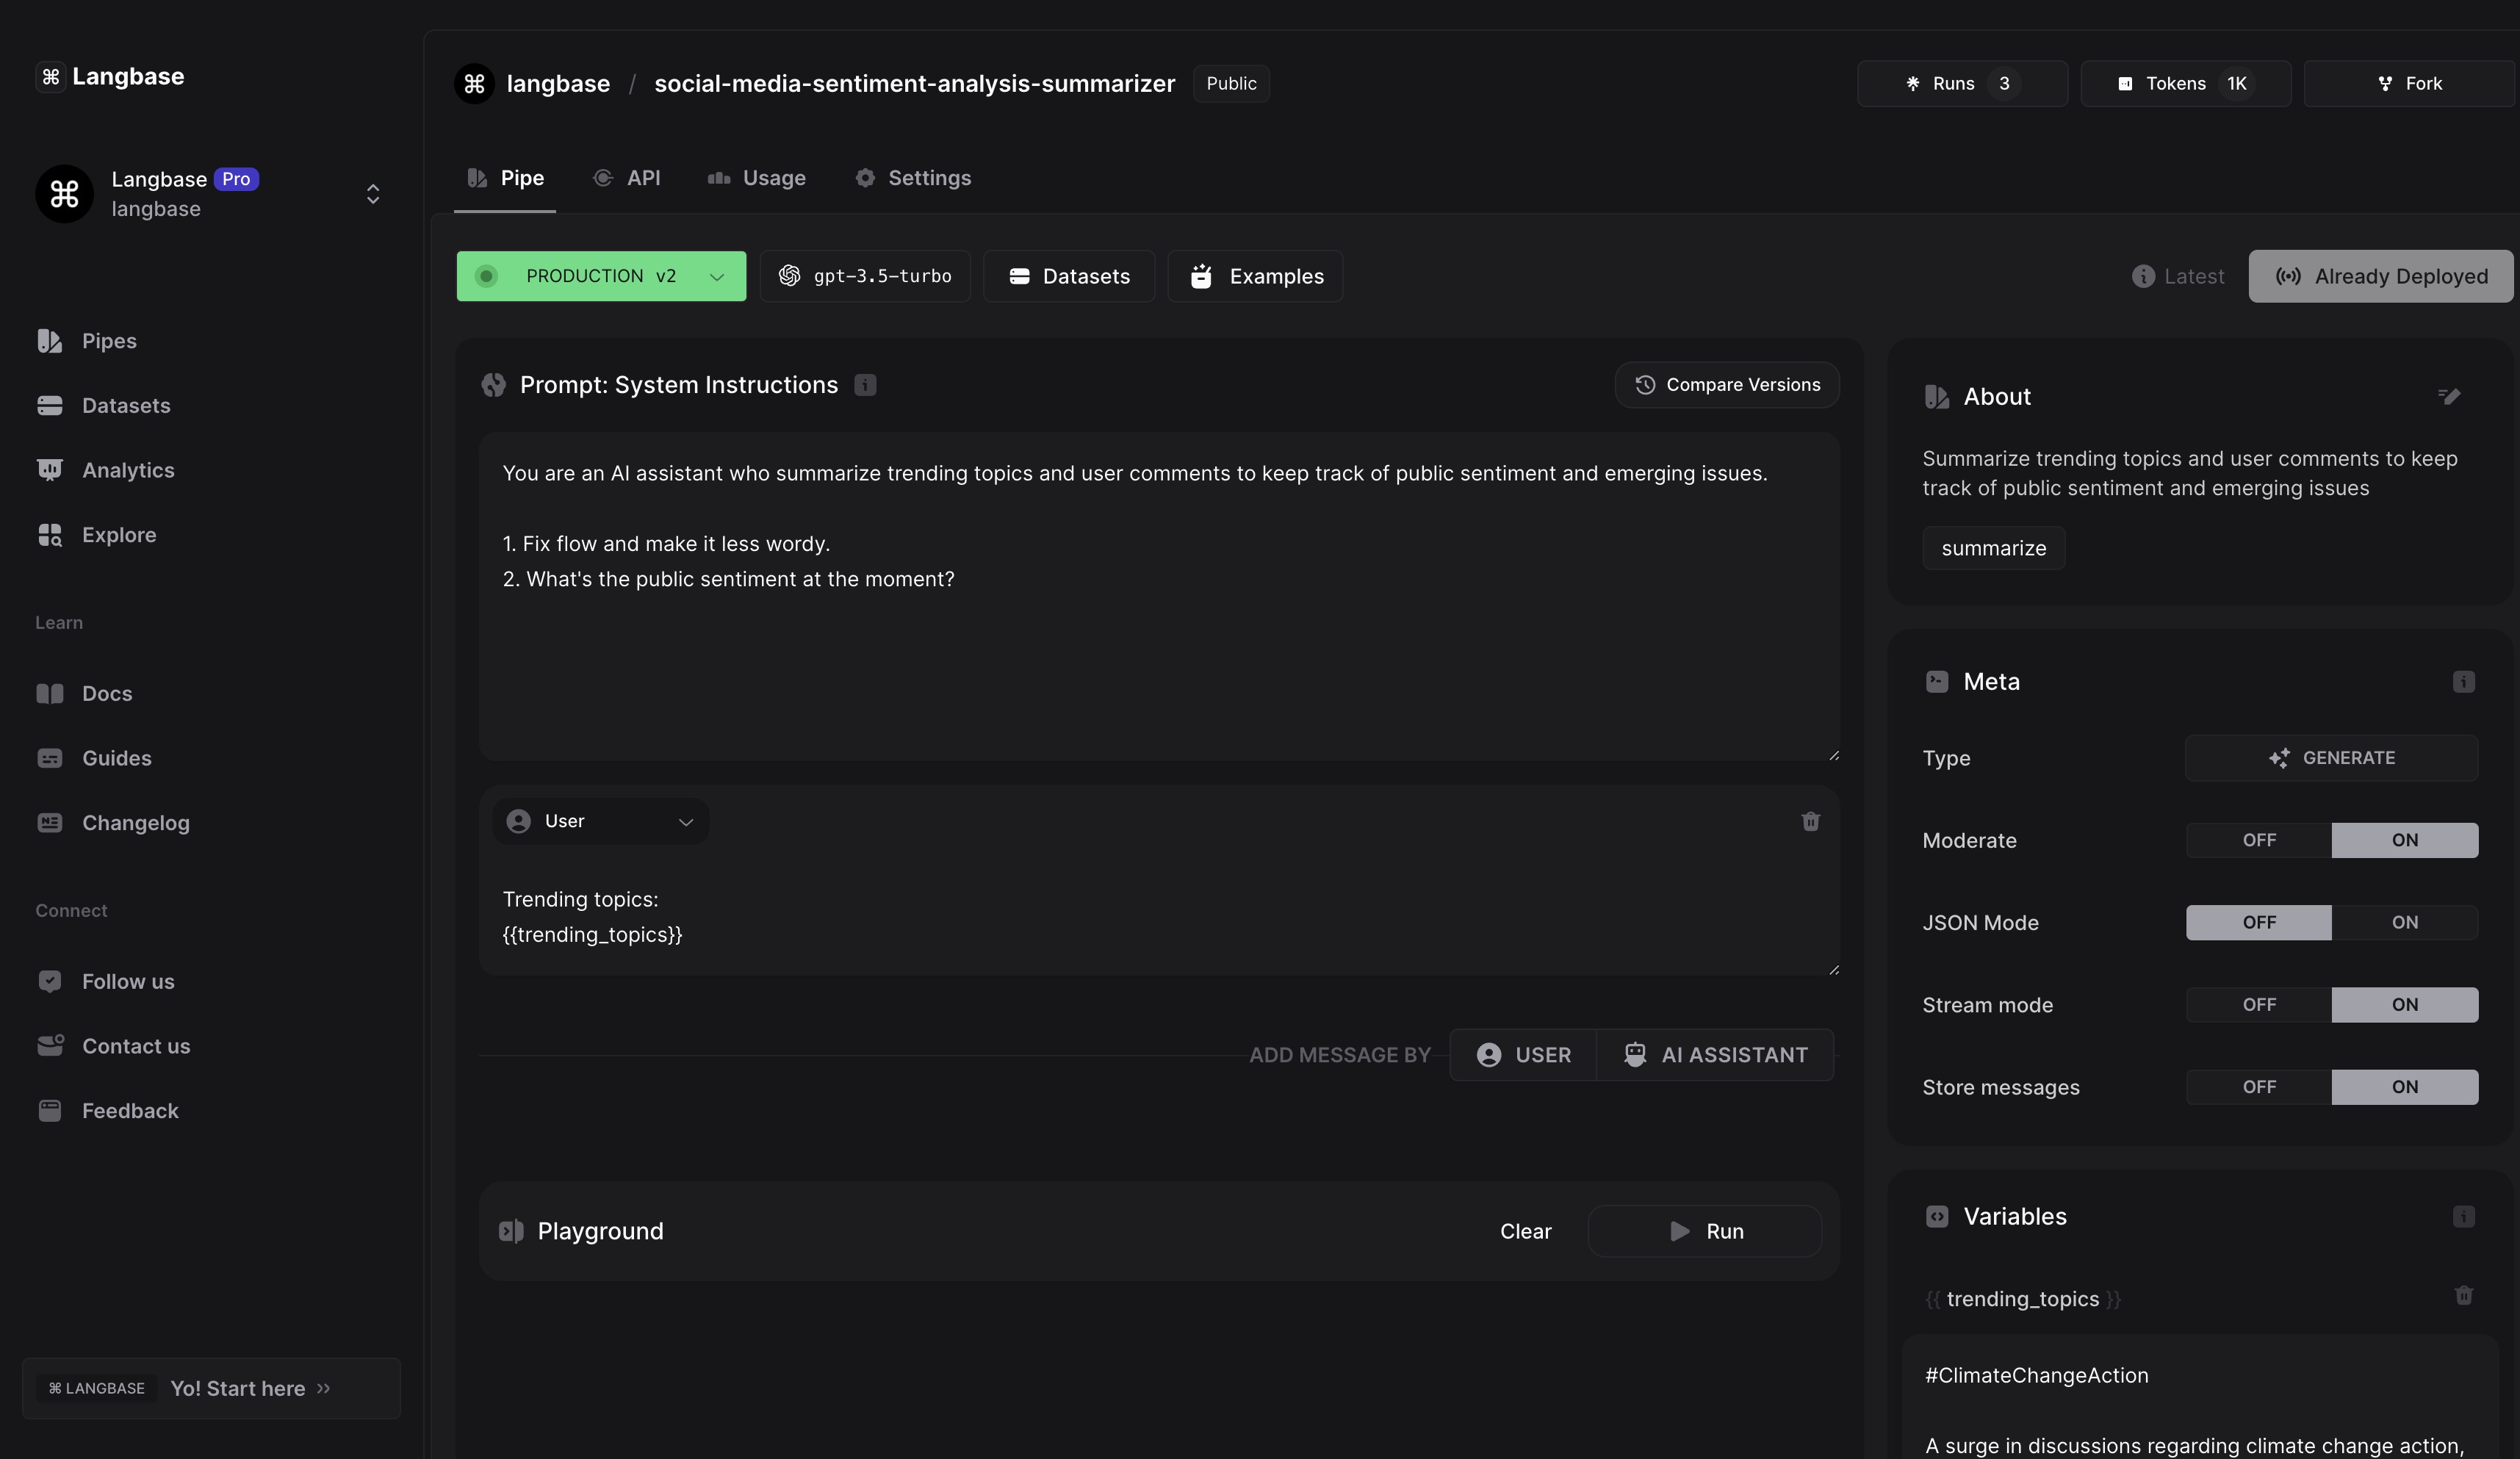 ⌘ Langbase
Langbase Pro
langbase
Pipes
Datasets
Analytics
Explore
Learn
Docs
Guides
Changelog
Connect
Follow us
Contact us
Feedback
⌘ LANGBASE Yo! Start here »
langbase / social-media-sentiment-analysis-summarizer Public
Runs 3
Tokens 1K
Fork
Pipe
API
Usage
Settings
PRODUCTION v2
gpt-3.5-turbo
Datasets
Examples
Latest
Already Deployed
Prompt: System Instructions
Compare Versions
You are an AI assistant who summarize trending topics and user comments to keep track of public sentiment and emerging issues.
1. Fix flow and make it less wordy.
2. What's the public sentiment at the moment?
User
Trending topics:
{{trending_topics}}
ADD MESSAGE BY
USER
AI ASSISTANT
Playground
Clear
Run
About
Summarize trending topics and user comments to keep
track of public sentiment and emerging issues
summarize
Meta
Type
GENERATE
Moderate
OFF ON
JSON Mode
OFF ON
Stream mode
OFF ON
Store messages
OFF ON
Variables
{{ trending_topics }}
#ClimateChangeAction
A surge in discussions regarding climate change action,